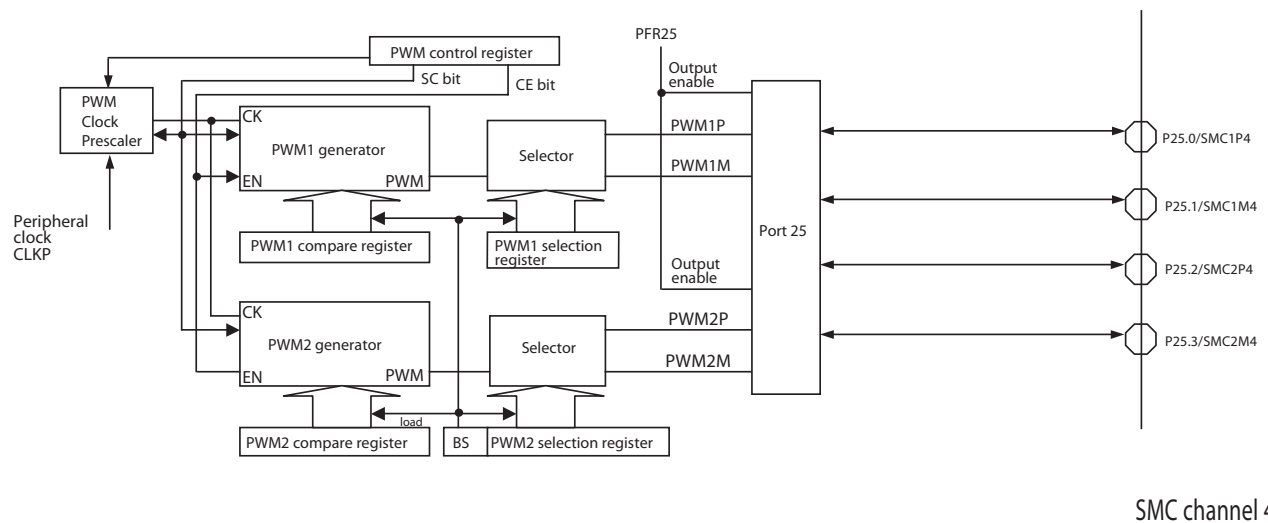 PWM control register
SC bit
CE bit
PFR25
Output
enable
PWM
Clock
Prescaler
CK
PWM1 generator
EN
PWM
Selector
PWM1P
PWM1M
Peripheral
clock
CLKP
PWM1 compare register
PWM1 selection
register
Port 25
P25.0/SMC1P4
P25.1/SMC1M4
P25.2/SMC2P4
P25.3/SMC2M4
Output
enable
CK
PWM2 generator
EN
PWM
Selector
PWM2P
PWM2M
load
PWM2 compare register
BS
PWM2 selection register
SMC channel 4